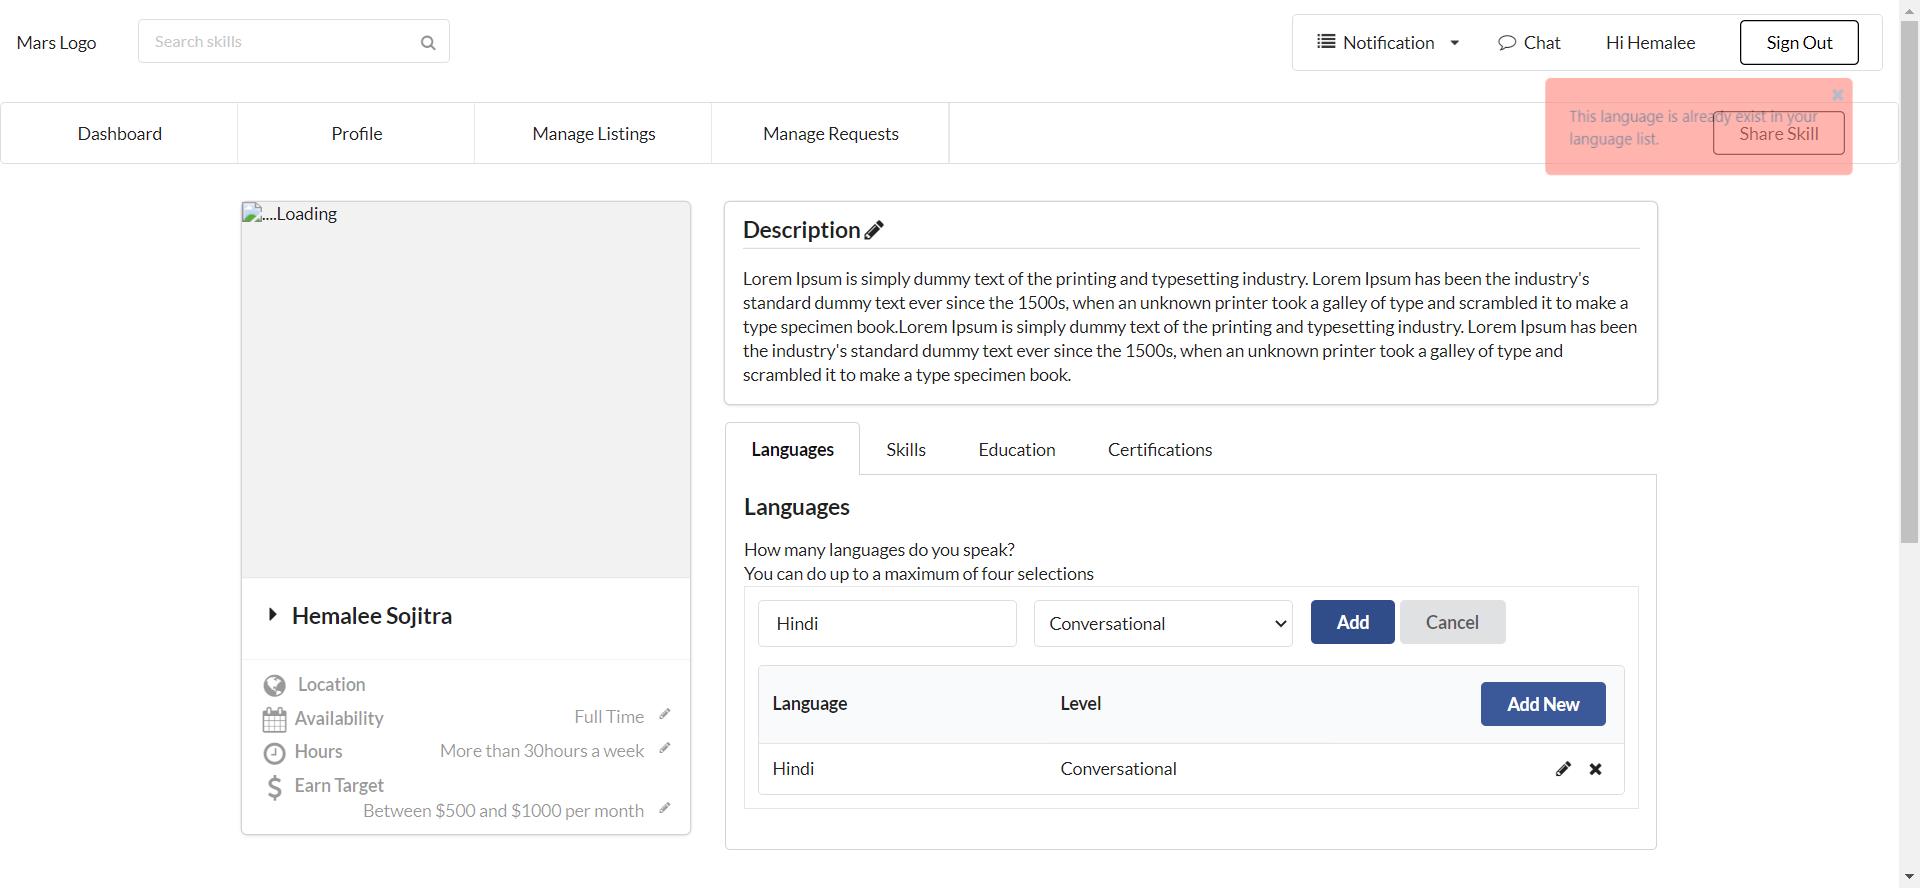 Mars Logo
Search skills
Notification
Chat
Hi Hemalee
Sign Out
This language is already exist in your
language list.
Dashboard
Profile
Manage Listings
Manage Requests
Share Skill
....Loading
Hemalee Sojitra
Location
Availability
Full Time
Hours
More than 30hours a week
Earn Target
Between $500 and $1000 per month
Description
Lorem Ipsum is simply dummy text of the printing and typesetting industry. Lorem Ipsum has been the industry's
standard dummy text ever since the 1500s, when an unknown printer took a galley of type and scrambled it to make a
type specimen book.Lorem Ipsum is simply dummy text of the printing and typesetting industry. Lorem Ipsum has been
the industry's standard dummy text ever since the 1500s, when an unknown printer took a galley of type and
scrambled it to make a type specimen book.
Languages
Skills
Education
Certifications
Languages
How many languages do you speak?
You can do up to a maximum of four selections
Hindi
Conversational
Add
Cancel
Language
Level
Add New
Hindi
Conversational